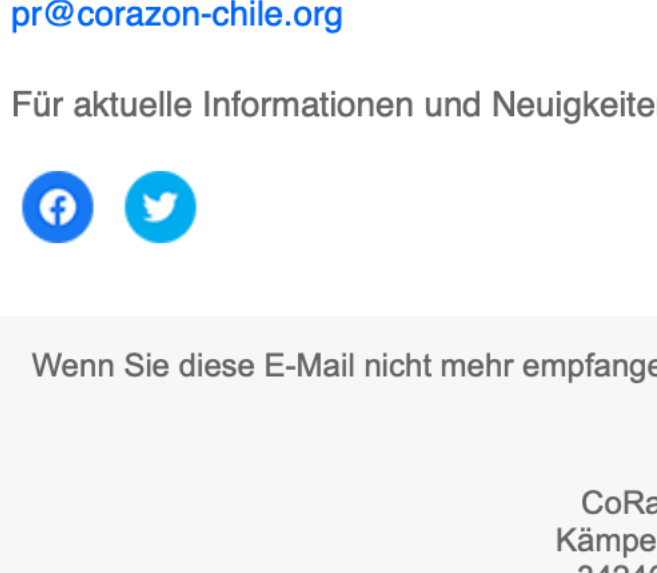 pr@corazon-chile.org
Für aktuelle Informationen und Neuigkeite
Wenn Sie diese E-Mail nicht mehr empfange
CoRa
Kämpe